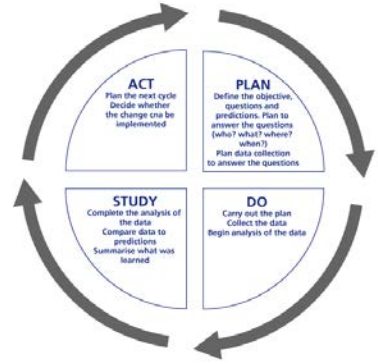 ACT
Plan the next cycle
Decide whether
the change cna be
implemented
PLAN
Define the objective,
questions and
predictions. Plan to
answer the questions
(who? what? where?
when?)
Plan data collection
to answer the questions
STUDY
Complete the analysis of
the data
Compare data to
predictions
Summarise what was
learned
DO
Carry out the plan
Collect the data
Begin analysis of the data